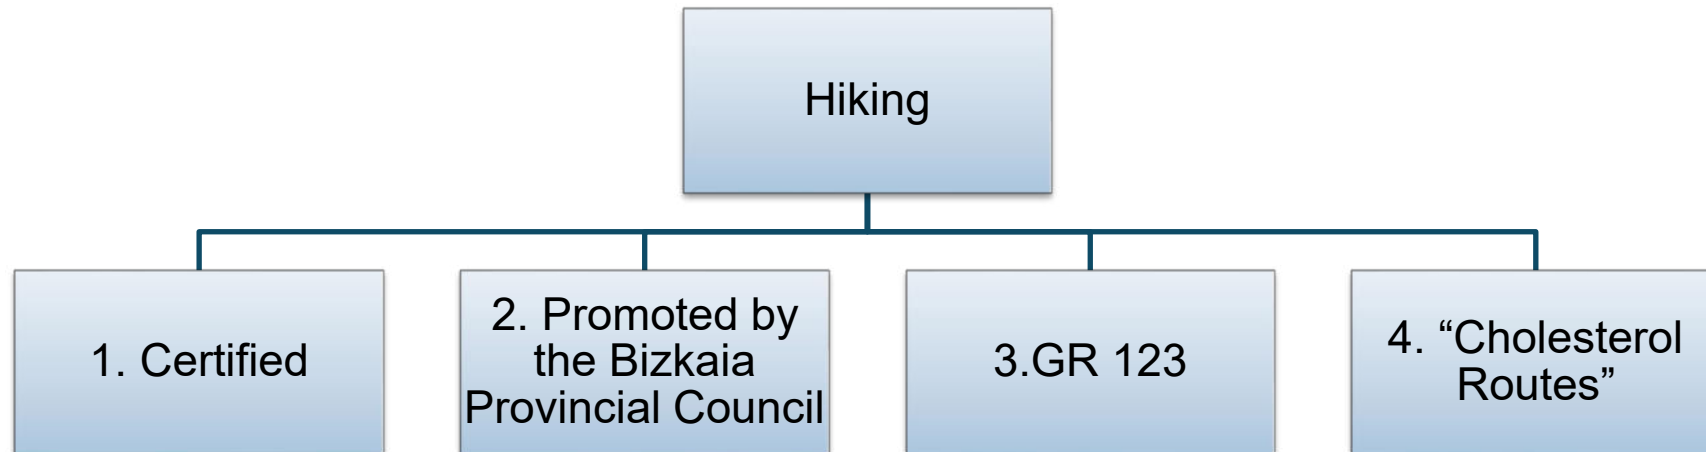 Hiking
1. Certified
2. Promoted by
the Bizkaia
Provincial Council
3.GR 123
4. “Cholesterol
Routes”